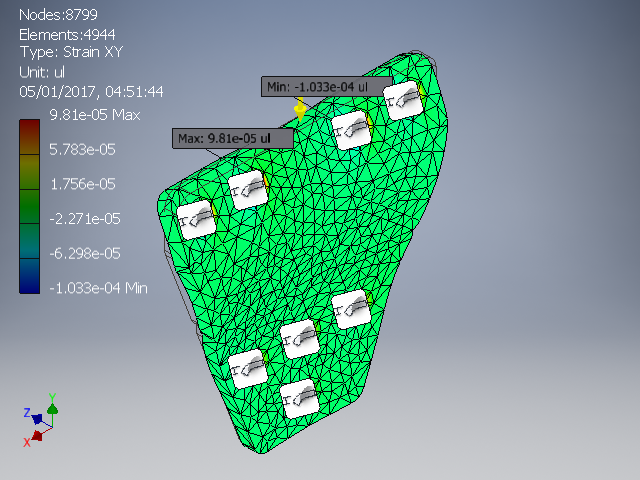 Nodes:8799
Elements:4944
Type: Strain XY
Unit: ul
05/01/2017, 04:51:44
9.81e-05 Max
5.783e-05
1.756e-05
-2.271e-05
-6.298e-05
-1.033e-04 Min
Min: -1.033e-04 ul
Max: 9.81e-05 ul
Y
Z
X